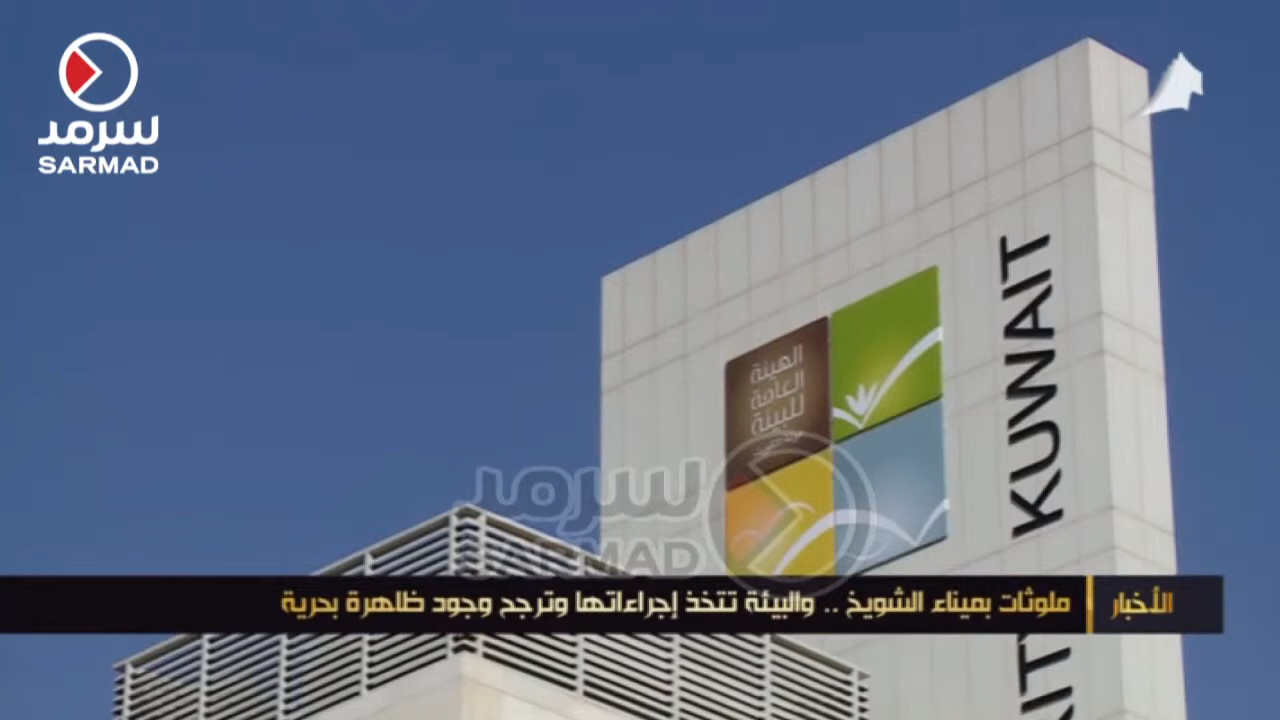 سرمد
SARMAD
KUWAIT
الهيئة
العامة
للبيئة
سرمد
SARMAD
الأخبار
ملوثات بميناء الشويخ .. والبيئة تتخذ إجراءاتها وترجح وجود ظاهرة بحرية